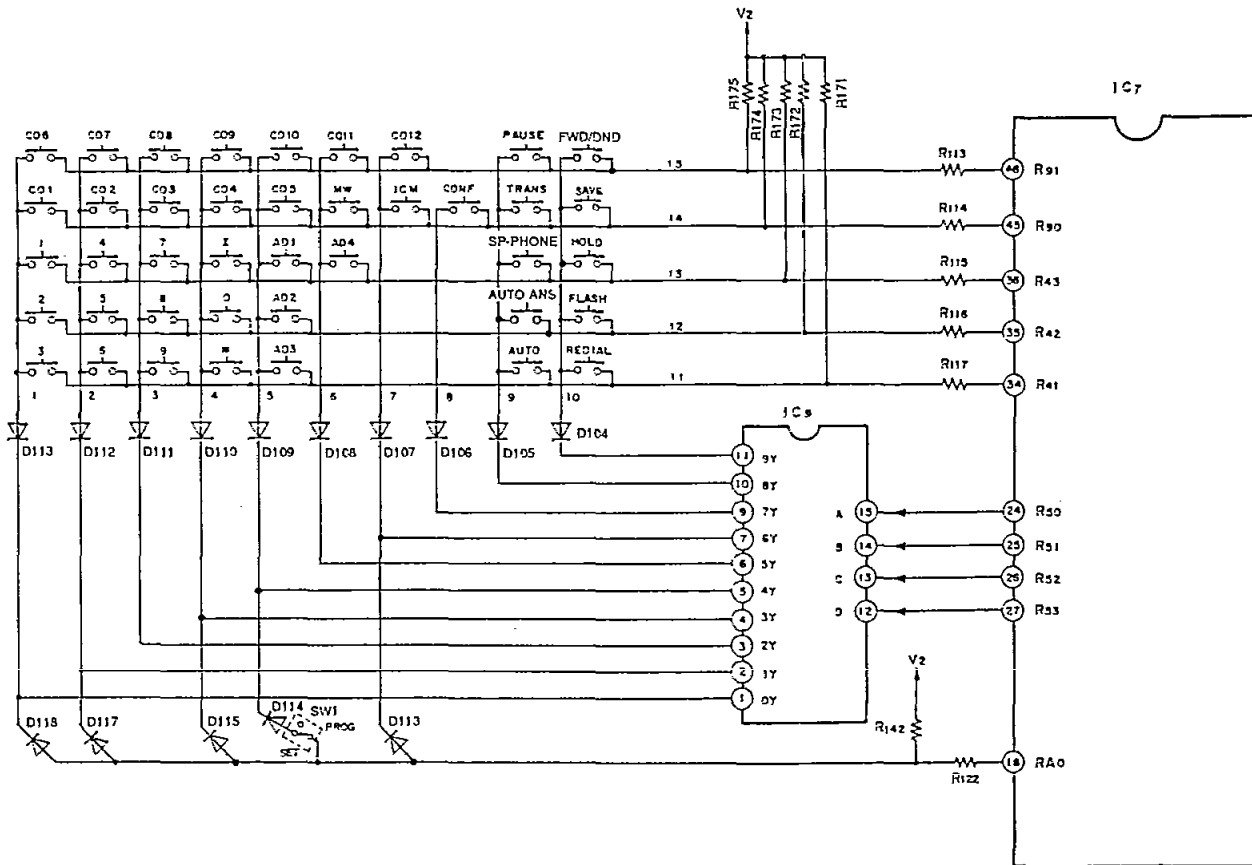 V2
IC7
R175
R174
R173
R172
R171
CO6 CO7 CO8 CO9 CO10 CO11 CO12 PAUSE FWD/DND
15 R113 46 R91
CO1 CO2 CO3 CO4 CO5 MW ICM CONF TRANS SAVE
14 R114 45 R90
1 4 7 X AD1 AD4 SP-PHONE HOLD
13 R115 36 R43
2 5 8 0 AD2 AUTO ANS FLASH
12 R116 35 R42
3 6 9 # AD3 AUTO REDIAL
11 R117 34 R41
1 2 3 4 5 6 7 8 9 10
IC9
D113 D112 D111 D110 D109 D108 D107 D106 D105 D104
11 9Y
10 8Y
9 7Y A 15 24 R50
7 6Y B 14 25 R51
6 5Y C 13 26 R52
5 4Y D 12 27 R53
4 3Y
3 2Y
2 1Y
1 0Y
V2
D118 D117 D115 D114 SW1 PROG D113
SET
R142
R122 18 RA0